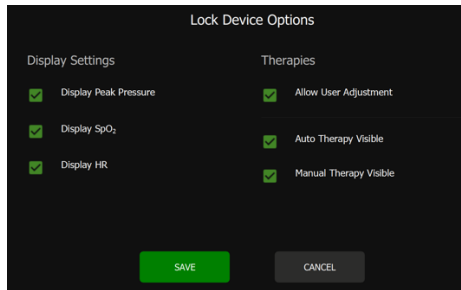 Lock Device Options
Display Settings
Display Peak Pressure
Display SpO₂
Display HR
Therapies
Allow User Adjustment
Auto Therapy Visible
Manual Therapy Visible
SAVE
CANCEL